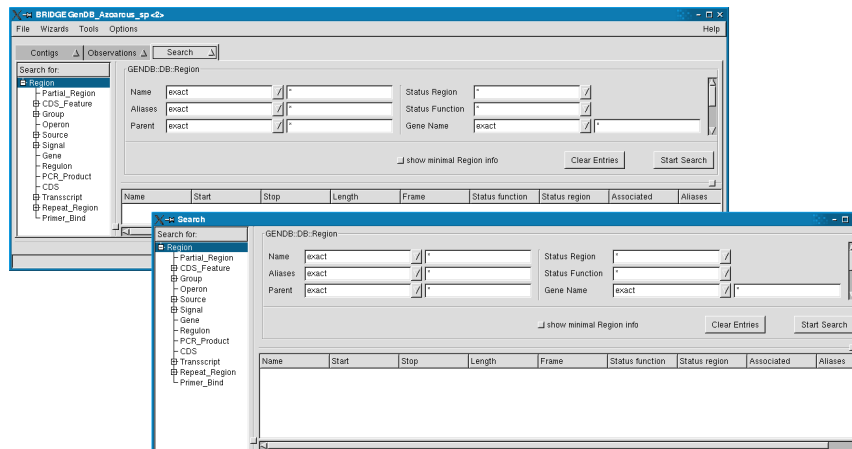 BRIDGE GenDB_Azoarcus_sp <2>
File Wizards Tools Options Help
Contigs Observations Search
Search for:
Region
Partial_Region
CDS_Feature
Group
Operon
Source
Signal
Gene
Regulon
PCR_Product
CDS
Transscript
Repeat_Region
Primer_Bind
GENDB::DB::Region
Name exact * Status Region *
Aliases exact * Status Function *
Parent exact * Gene Name exact *
show minimal Region info Clear Entries Start Search
Name Start Stop Length Frame Status function Status region Associated Aliases
Search
Search for:
Region
Partial_Region
CDS_Feature
Group
Operon
Source
Signal
Gene
Regulon
PCR_Product
CDS
Transscript
Repeat_Region
Primer_Bind
GENDB::DB::Region
Name exact * Status Region *
Aliases exact * Status Function *
Parent exact * Gene Name exact *
show minimal Region info Clear Entries Start Search
Name Start Stop Length Frame Status function Status region Associated Aliases